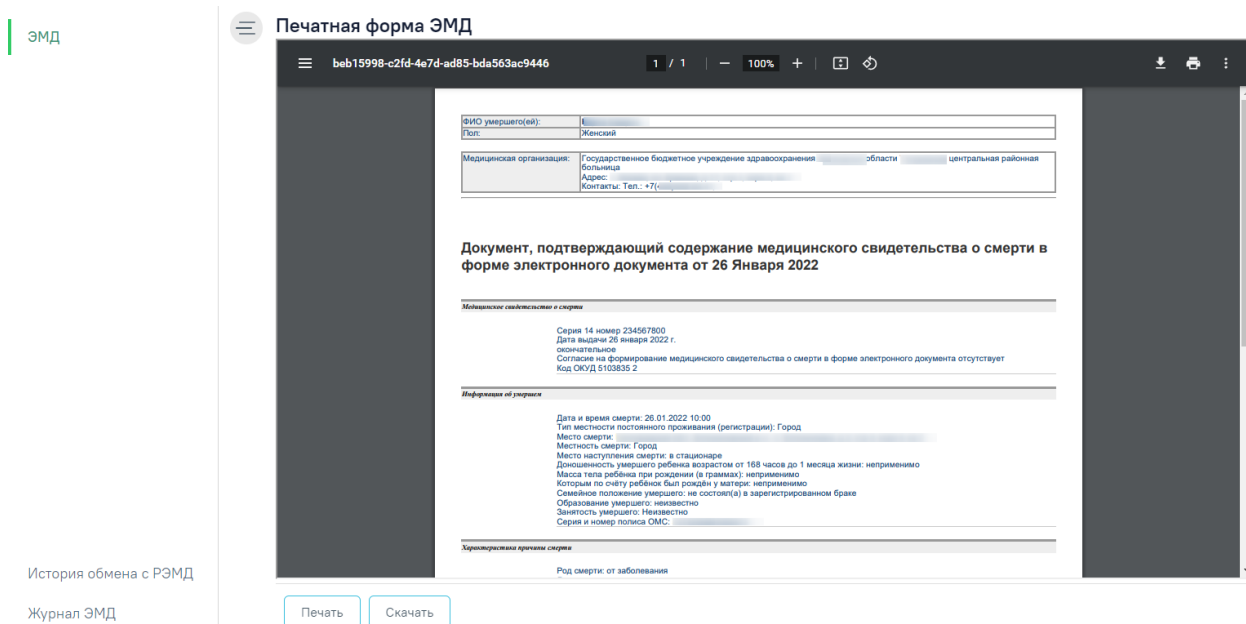 ЭМД
Печатная форма ЭМД
beb15998-c2fd-4e7d-ad85-bda563ac9446
1 / 1
100%
ФИО умершего(ей):
Пол: Женский
Медицинская организация: Государственное бюджетное учреждение здравоохранения области центральная районная
больница
Адрес:
Контакты: Тел.: +7(
Документ, подтверждающий содержание медицинского свидетельства о смерти в
форме электронного документа от 26 Января 2022
Медицинское свидетельство о смерти
Серия 14 номер 234567800
Дата выдачи 26 января 2022 г.
окончательное
Согласие на формирование медицинского свидетельства о смерти в форме электронного документа отсутствует
Код ОКУД 5103835 2
Информация об умершем
Дата и время смерти: 26.01.2022 10:00
Тип местности постоянного проживания (регистрации): Город
Место смерти:
Местность смерти: Город
Место наступления смерти: в стационаре
Доношенность умершего ребенка возрастом от 168 часов до 1 месяца жизни: неприменимо
Масса тела ребёнка при рождении (в граммах): неприменимо
Которым по счёту ребёнок был рождён у матери: неприменимо
Семейное положение умершего: не состоял(а) в зарегистрированном браке
Образование умершего: неизвестно
Занятость умершего: Неизвестно
Серия и номер полиса ОМС:
Характеристика причины смерти
Род смерти: от заболевания
История обмена с РЭМД
Журнал ЭМД
Печать
Скачать